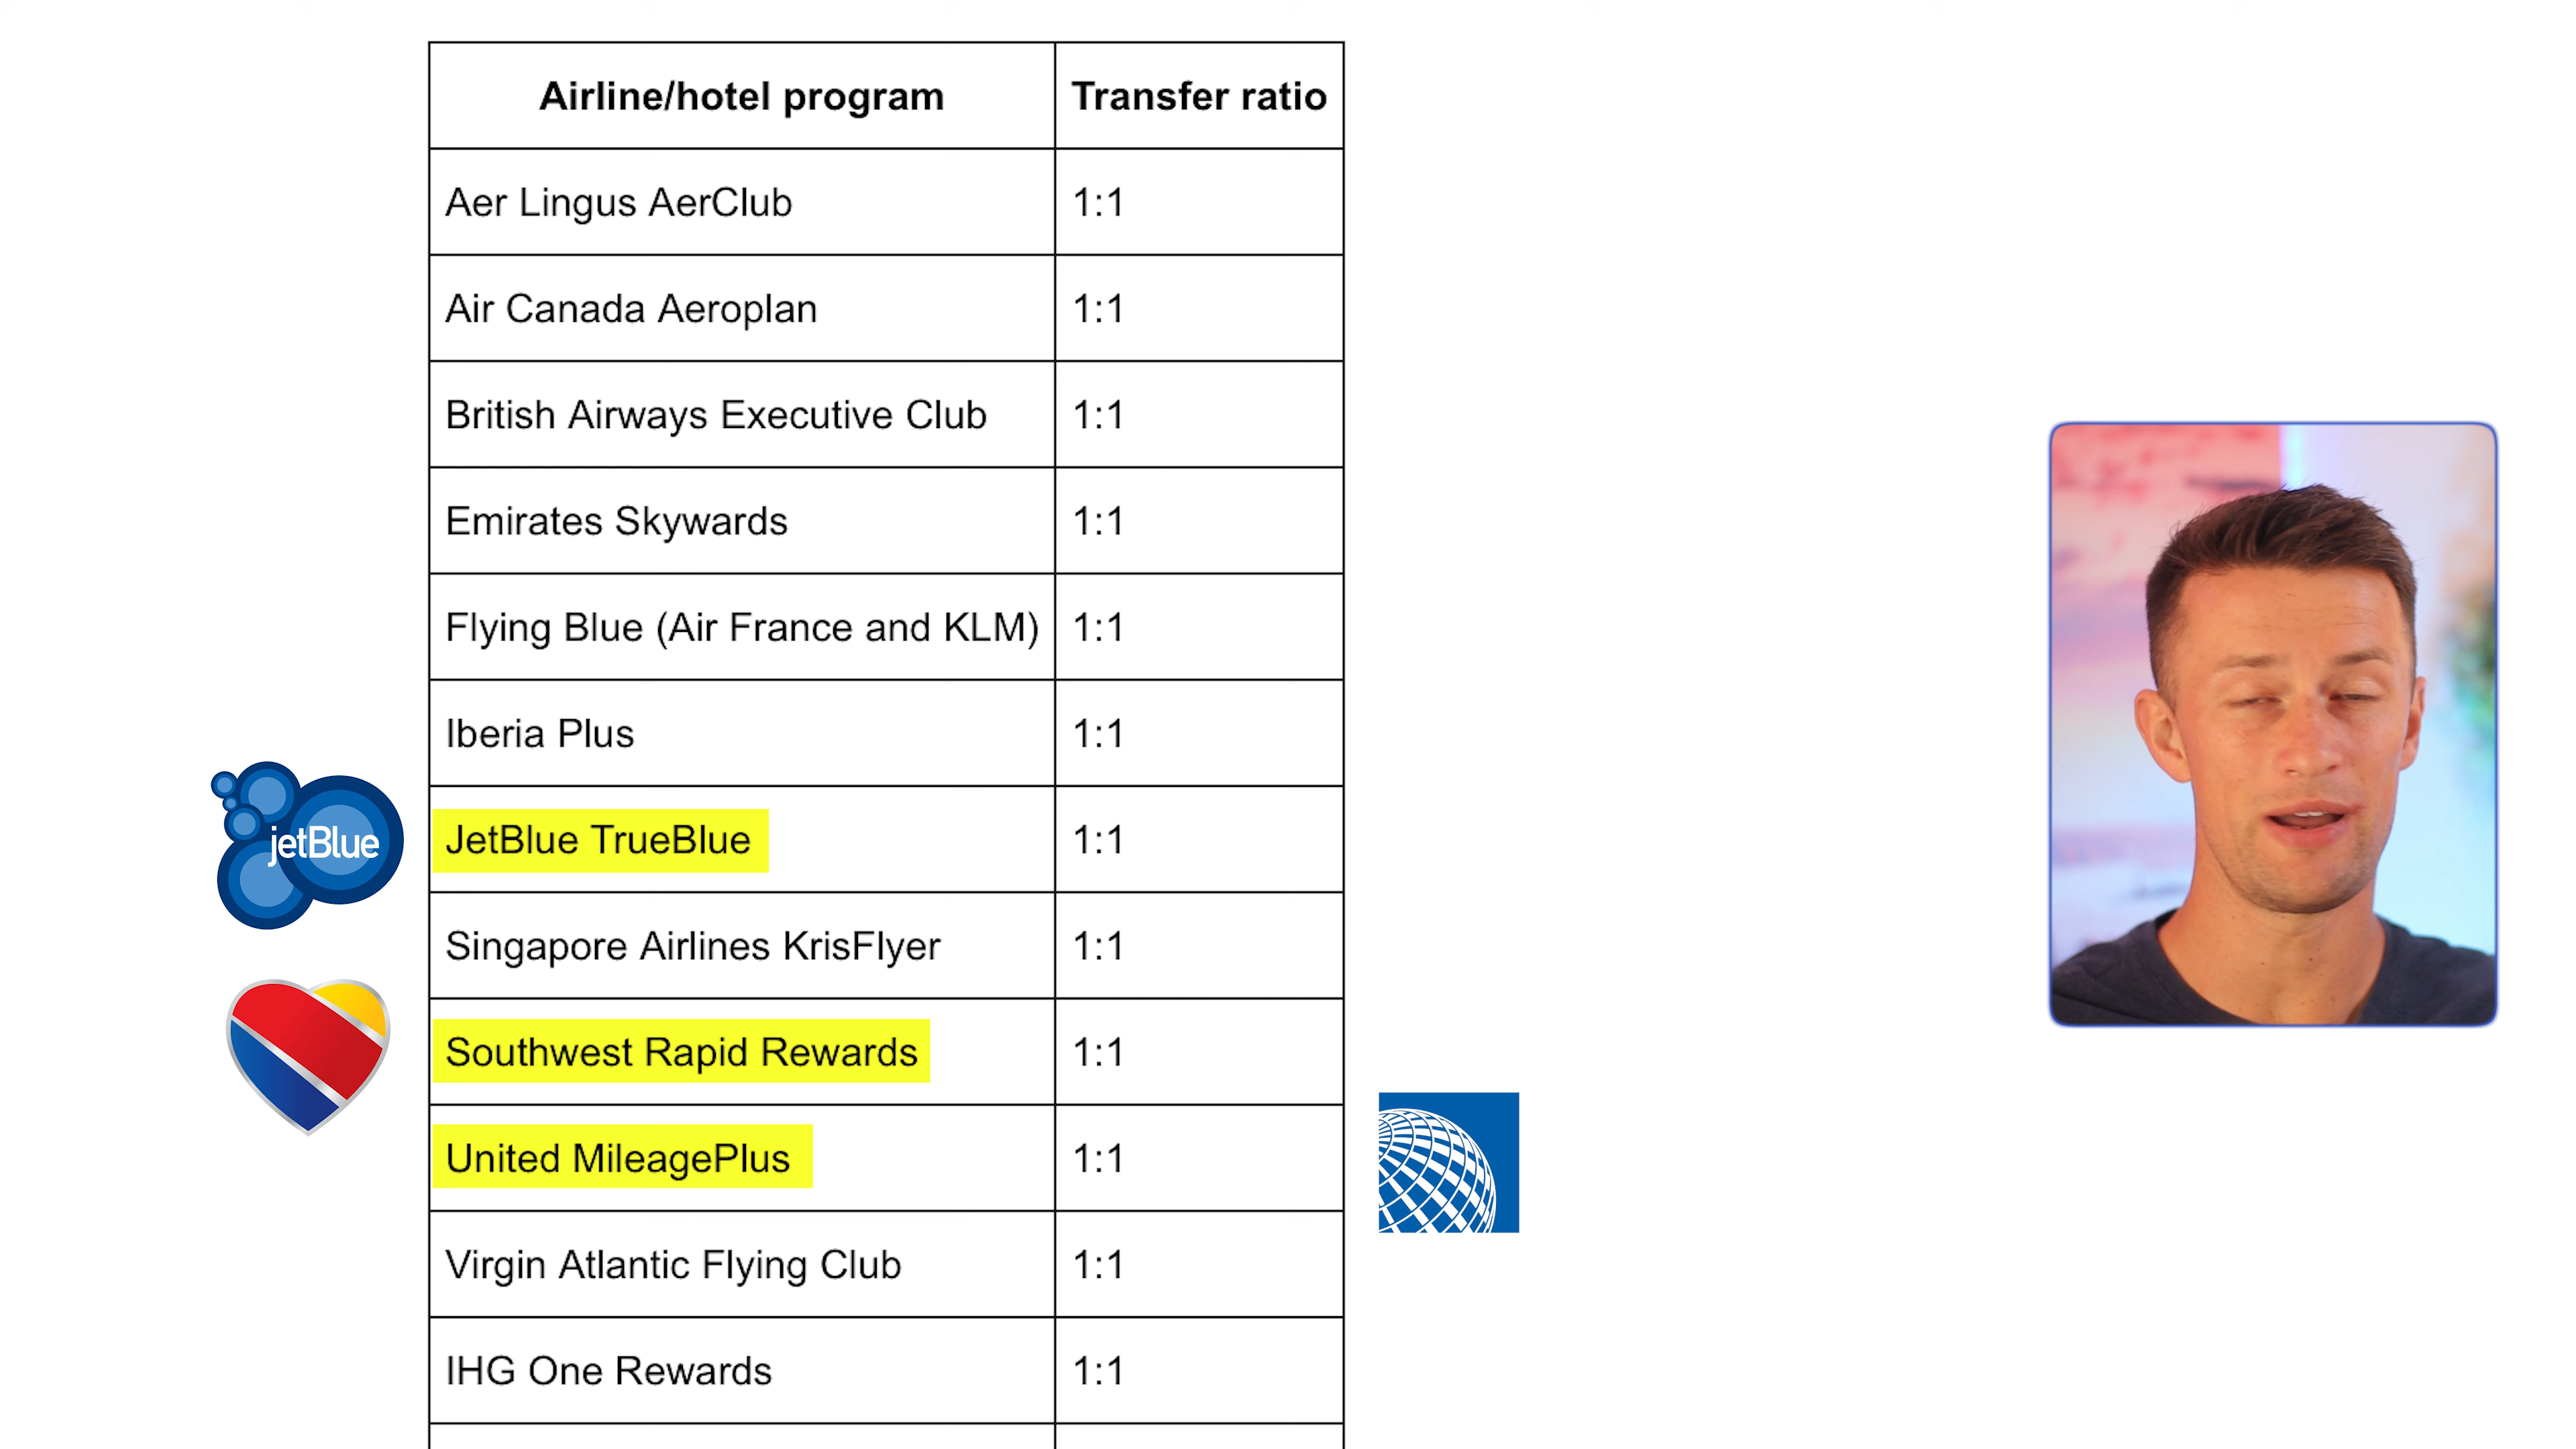 Airline/hotel program Transfer ratio
Aer Lingus AerClub 1:1
Air Canada Aeroplan 1:1
British Airways Executive Club 1:1
Emirates Skywards 1:1
Flying Blue (Air France and KLM) 1:1
Iberia Plus 1:1
jetBlue
JetBlue TrueBlue 1:1
Singapore Airlines KrisFlyer 1:1
Southwest Rapid Rewards 1:1
United MileagePlus 1:1
Virgin Atlantic Flying Club 1:1
IHG One Rewards 1:1